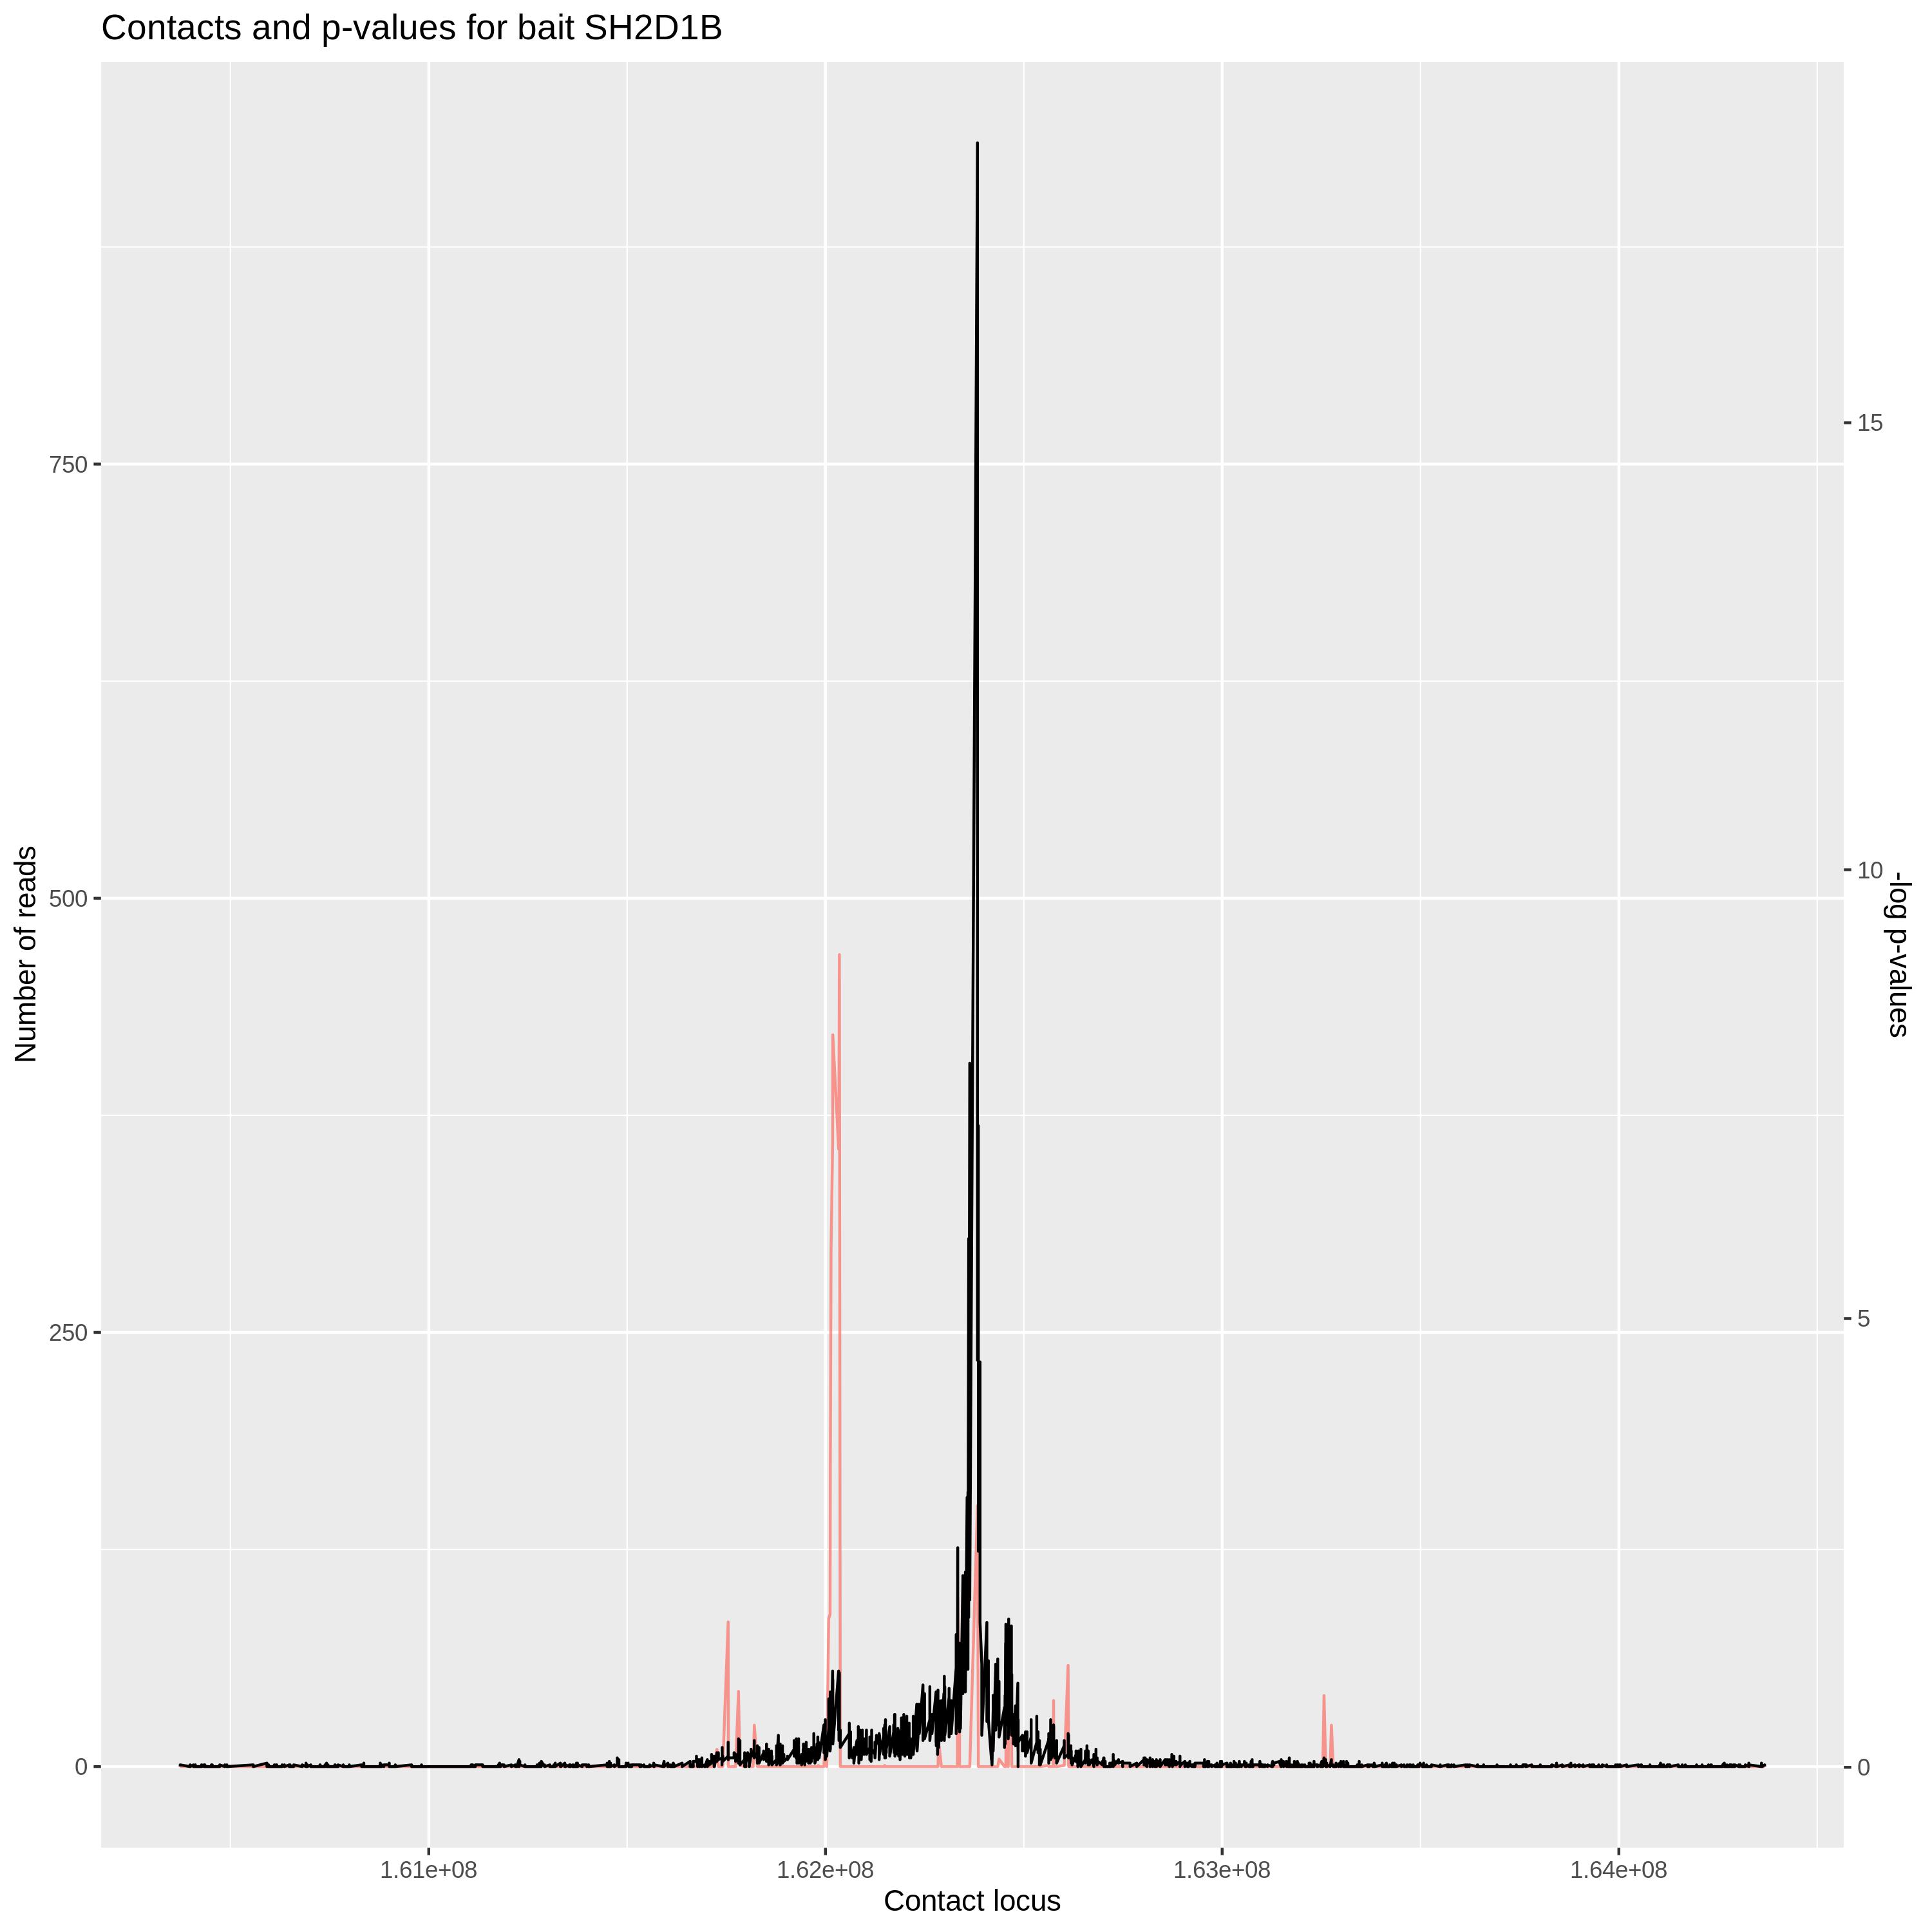 Contacts and p-values for bait SH2D1B
750
500
250
0
Number of reads
15
10
5
0
-log p-values
1.61e+08 1.62e+08 1.63e+08 1.64e+08
Contact locus